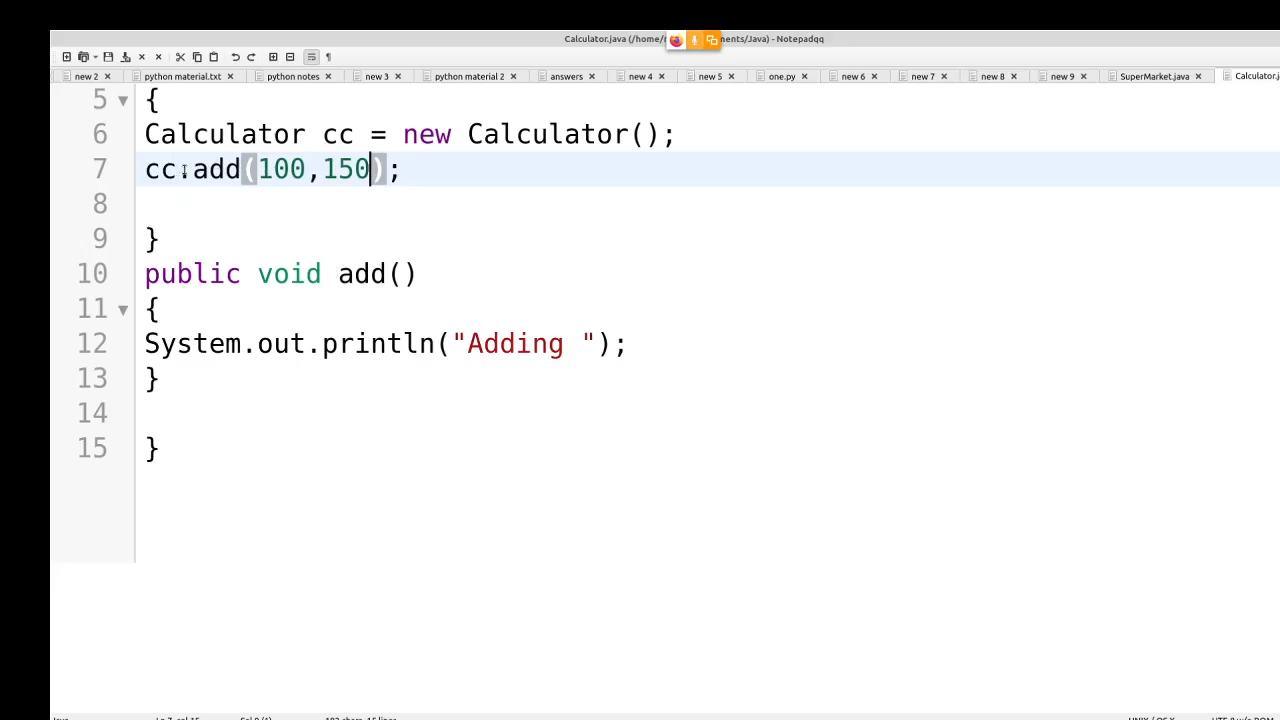 Calculator.java (/home/ ments/Java) - Notepadqq
new 2 python material.txt python notes new 3 python material 2 answers new 4 new 5 one.py new 6 new 7 new 8 new 9 SuperMarket.java Calculator.j
5 {
6 Calculator cc = new Calculator();
7 cc.add(100,150);
8
9 }
10 public void add()
11 {
12 System.out.println("Adding ");
13 }
14
15 }